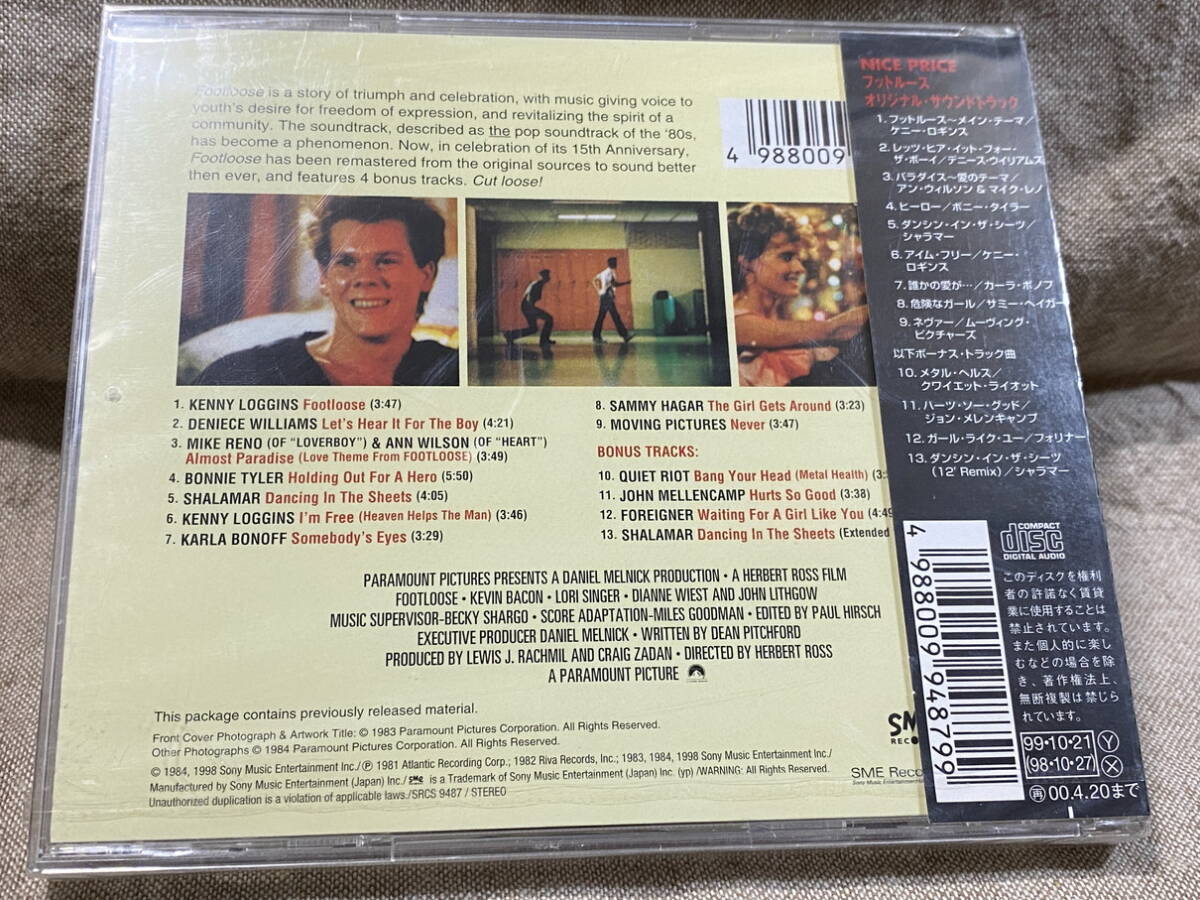 Footloose is a story of triumph and celebration, with music giving voice to
youth's desire for freedom of expression, and revitalizing the spirit of a
community. The soundtrack, described as the pop soundtrack of the '80s,
has become a phenomenon. Now, in celebration of its 15th Anniversary,
Footloose has been remastered from the original sources to sound better
then ever, and features 4 bonus tracks. Cut loose!
4 988009
1. KENNY LOGGINS Footloose (3:47)
2. DENIECE WILLIAMS Let's Hear It For The Boy (4:21)
3. MIKE RENO (OF "LOVERBOY") & ANN WILSON (OF "HEART")
Almost Paradise (Love Theme From FOOTLOOSE) (3:49)
4. BONNIE TYLER Holding Out For A Hero (5:50)
5. SHALAMAR Dancing In The Sheets (4:05)
6. KENNY LOGGINS I'm Free (Heaven Helps The Man) (3:46)
7. KARLA BONOFF Somebody's Eyes (3:29)
8. SAMMY HAGAR The Girl Gets Around (3:23)
9. MOVING PICTURES Never (3:47)
BONUS TRACKS:
10. QUIET RIOT Bang Your Head (Metal Health)
11. JOHN MELLENCAMP Hurts So Good (3:38)
12. FOREIGNER Waiting For A Girl Like You (4:49
13. SHALAMAR Dancing In The Sheets (Extended
PARAMOUNT PICTURES PRESENTS A DANIEL MELNICK PRODUCTION • A HERBERT ROSS FILM
FOOTLOOSE • KEVIN BACON • LORI SINGER • DIANNE WIEST AND JOHN LITHGOW
MUSIC SUPERVISOR-BECKY SHARGO • SCORE ADAPTATION-MILES GOODMAN • EDITED BY PAUL HIRSCH
EXECUTIVE PRODUCER DANIEL MELNICK • WRITTEN BY DEAN PITCHFORD
PRODUCED BY LEWIS J. RACHMIL AND CRAIG ZADAN • DIRECTED BY HERBERT ROSS
A PARAMOUNT PICTURE
This package contains previously released material.
Front Cover Photograph & Artwork Title: © 1983 Paramount Pictures Corporation. All Rights Reserved.
Other Photographs © 1984 Paramount Pictures Corporation. All Rights Reserved.
© 1984, 1998 Sony Music Entertainment Inc./℗ 1981 Atlantic Recording Corp.; 1982 Riva Records, Inc.; 1983, 1984, 1998 Sony Music Entertainment Inc./
Manufactured by Sony Music Entertainment (Japan) Inc./ SME is a Trademark of Sony Music Entertainment (Japan) Inc. (yp) /WARNING: All Rights Reserved.
Unauthorized duplication is a violation of applicable laws./SRCS 9487 / STEREO
SME Reco
NICE PRICE
フットルース
オリジナル・サウンドトラック
1. フットルース〜メイン・テーマ/
ケニー・ロギンス
2. レッツ・ヒア・イット・フォー・
ザ・ボーイ/デニース・ウイリアムス
3. パラダイス〜愛のテーマ/
アン・ウィルソン & マイク・レノ
4. ヒーロー/ボニー・タイラー
5. ダンシン・イン・ザ・シーツ/
シャラマー
6. アイム・フリー/ケニー・
ロギンス
7. 誰かの愛が…/カーラ・ボノフ
8. 危険なガール/サミー・ヘイガー
9. ネヴァー/ムーヴィング・
ピクチャーズ
以下ボーナス・トラック曲
10. メタル・ヘルス/
クワイエット・ライオット
11. ハーツ・ソー・グッド/
ジョン・メレンキャンプ
12. ガール・ライク・ユー/フォリナー
13. ダンシン・イン・ザ・シーツ
(12' Remix)/シャラマー
4 988009 948799
COMPACT
disc
DIGITAL AUDIO
このディスクを権利
者の許諾なく賃貸
業に使用することは
禁止されています。
また個人的に楽し
むなどの場合を除
き、著作権法上、
無断複製は禁じら
れています。
99・10・21 Y
(98・10・27) X
再 00.4.20まで